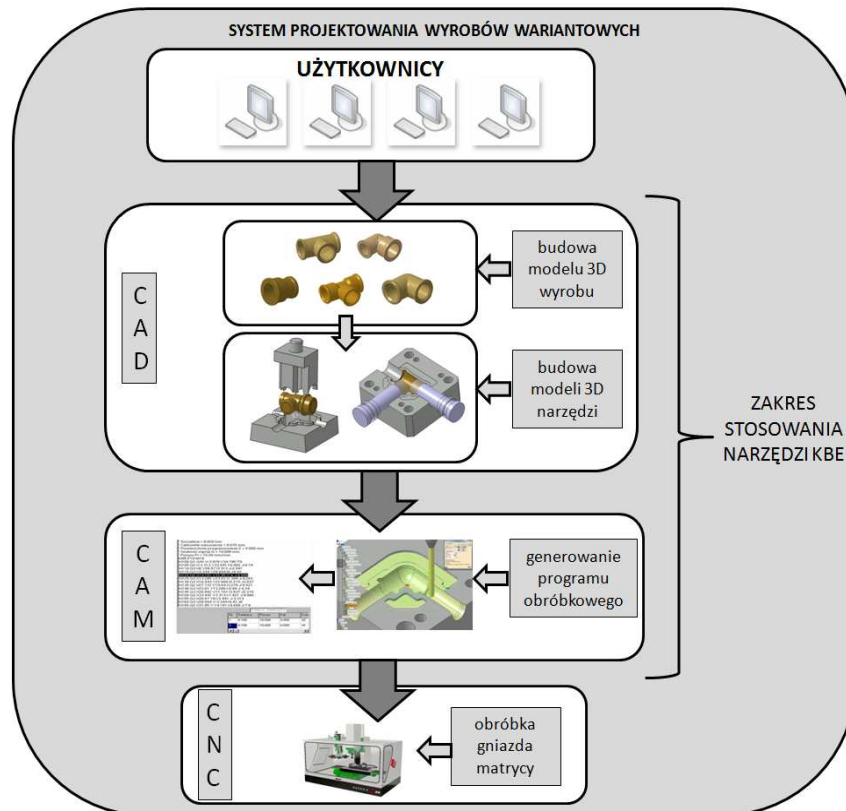 SYSTEM PROJEKTOWANIA WYROBÓW WARIANTOWYCH
UŻYTKOWNICY
C
A
D
budowa
modelu 3D
wyrobu
budowa
modeli 3D
narzędzi
ZAKRES
STOSOWANIA
NARZĘDZI KBE
C
A
M
generowanie
programu
obróbkowego
C
N
C
obróbka
gniazda
matrycy